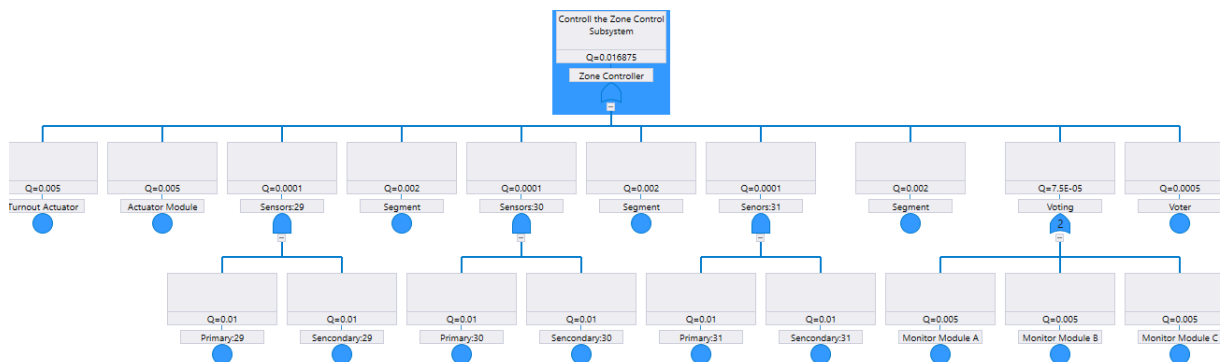 Controll the Zone Control
Subsystem
Q=0.016875
Zone Controller
Q=0.005
Q=0.005
Q=0.0001
Q=0.002
Q=0.0001
Q=0.002
Q=0.0001
Q=0.002
Q=7.5E-05
Q=0.0005
Turnout Actuator
Actuator Module
Sensors:29
Segment
Sensors:30
Segment
Senors:31
Segment
Voting
Voter
2
Q=0.01
Q=0.01
Q=0.01
Q=0.01
Q=0.01
Q=0.01
Q=0.005
Q=0.005
Q=0.005
Primary:29
Sencondary:29
Primary:30
Sencondary:30
Primary:31
Sencondary:31
Monitor Module A
Monitor Module B
Monitor Module C